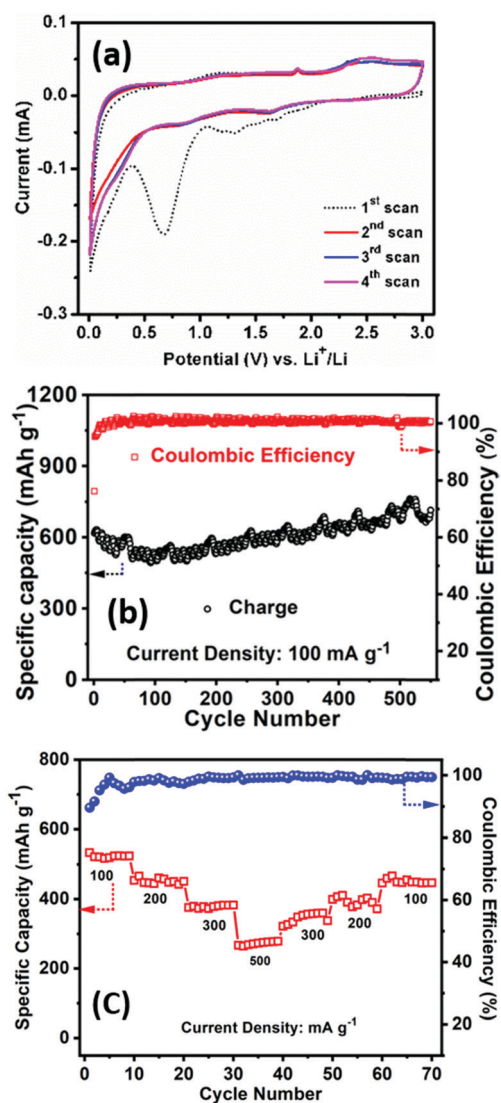 (a)
0.1
0.0
-0.1
-0.2
-0.3
Current (mA)
1st scan
2nd scan
3rd scan
4th scan
0.0 0.5 1.0 1.5 2.0 2.5 3.0
Potential (V) vs. Li+/Li
1200
900
600
300
0
Specific capacity (mAh g-1)
100
80
60
40
20
Coulombic Efficiency (%)
Coulombic Efficiency
(b)
Charge
Current Density: 100 mA g-1
0 100 200 300 400 500
Cycle Number
800
600
400
200
0
Specific Capacity (mAh g-1)
100
80
60
40
20
Coulombic Efficiency (%)
100
200
300
500
300
200
100
(C)
Current Density: mA g-1
0 10 20 30 40 50 60 70
Cycle Number